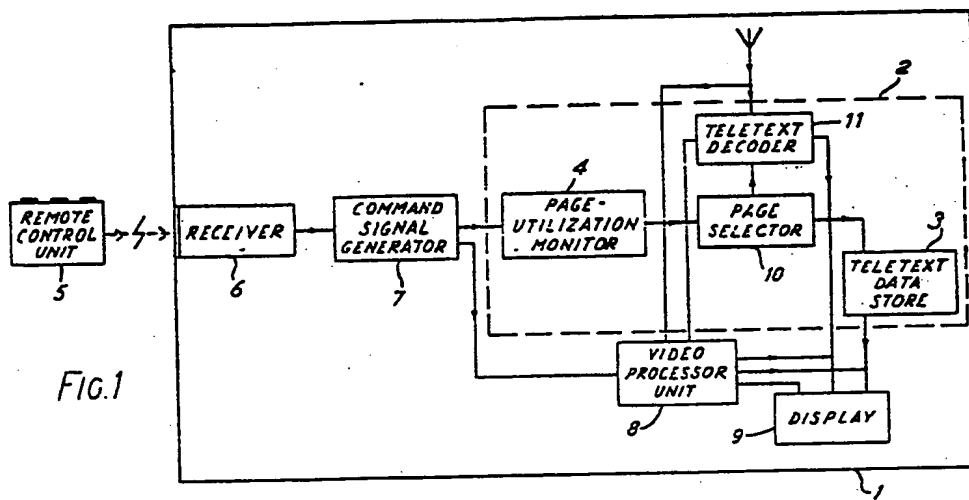 2
TELETEXT
DECODER
11
4
PAGE-
UTILIZATION
MONITOR
PAGE
SELECTOR
10
3
TELETEXT
DATA
STORE
REMOTE
CONTROL
UNIT
5
RECEIVER
6
COMMAND
SIGNAL
GENERATOR
7
FIG.1
VIDEO
PROCESSOR
UNIT
8
DISPLAY
9
1